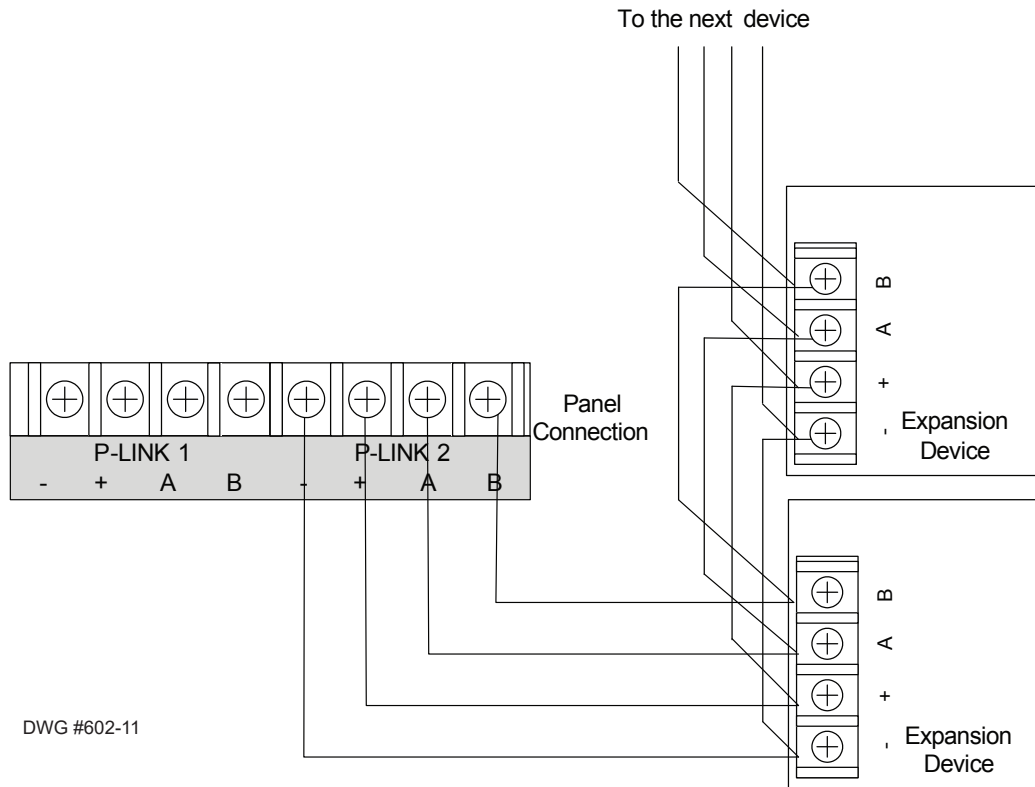 To the next device
B
A
+
-
Expansion
Device
Panel
Connection
P-LINK 1 P-LINK 2
- + A B - + A B
B
A
+
-
Expansion
Device
DWG #602-11